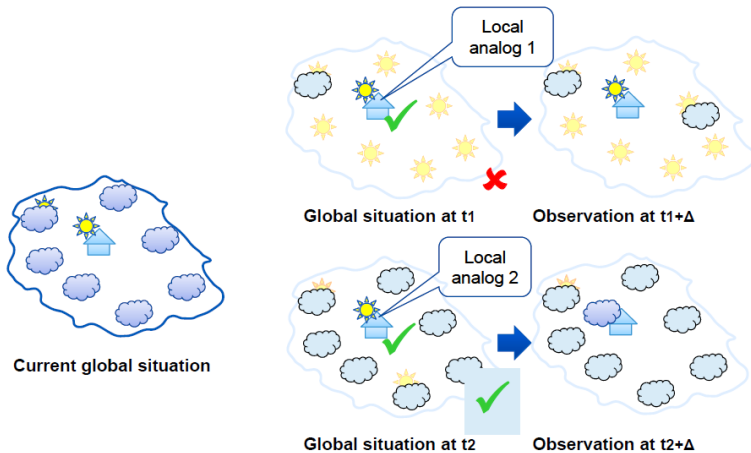 Local
analog 1
Global situation at t1
Observation at t1+Δ
Local
analog 2
Current global situation
Global situation at t2
Observation at t2+Δ